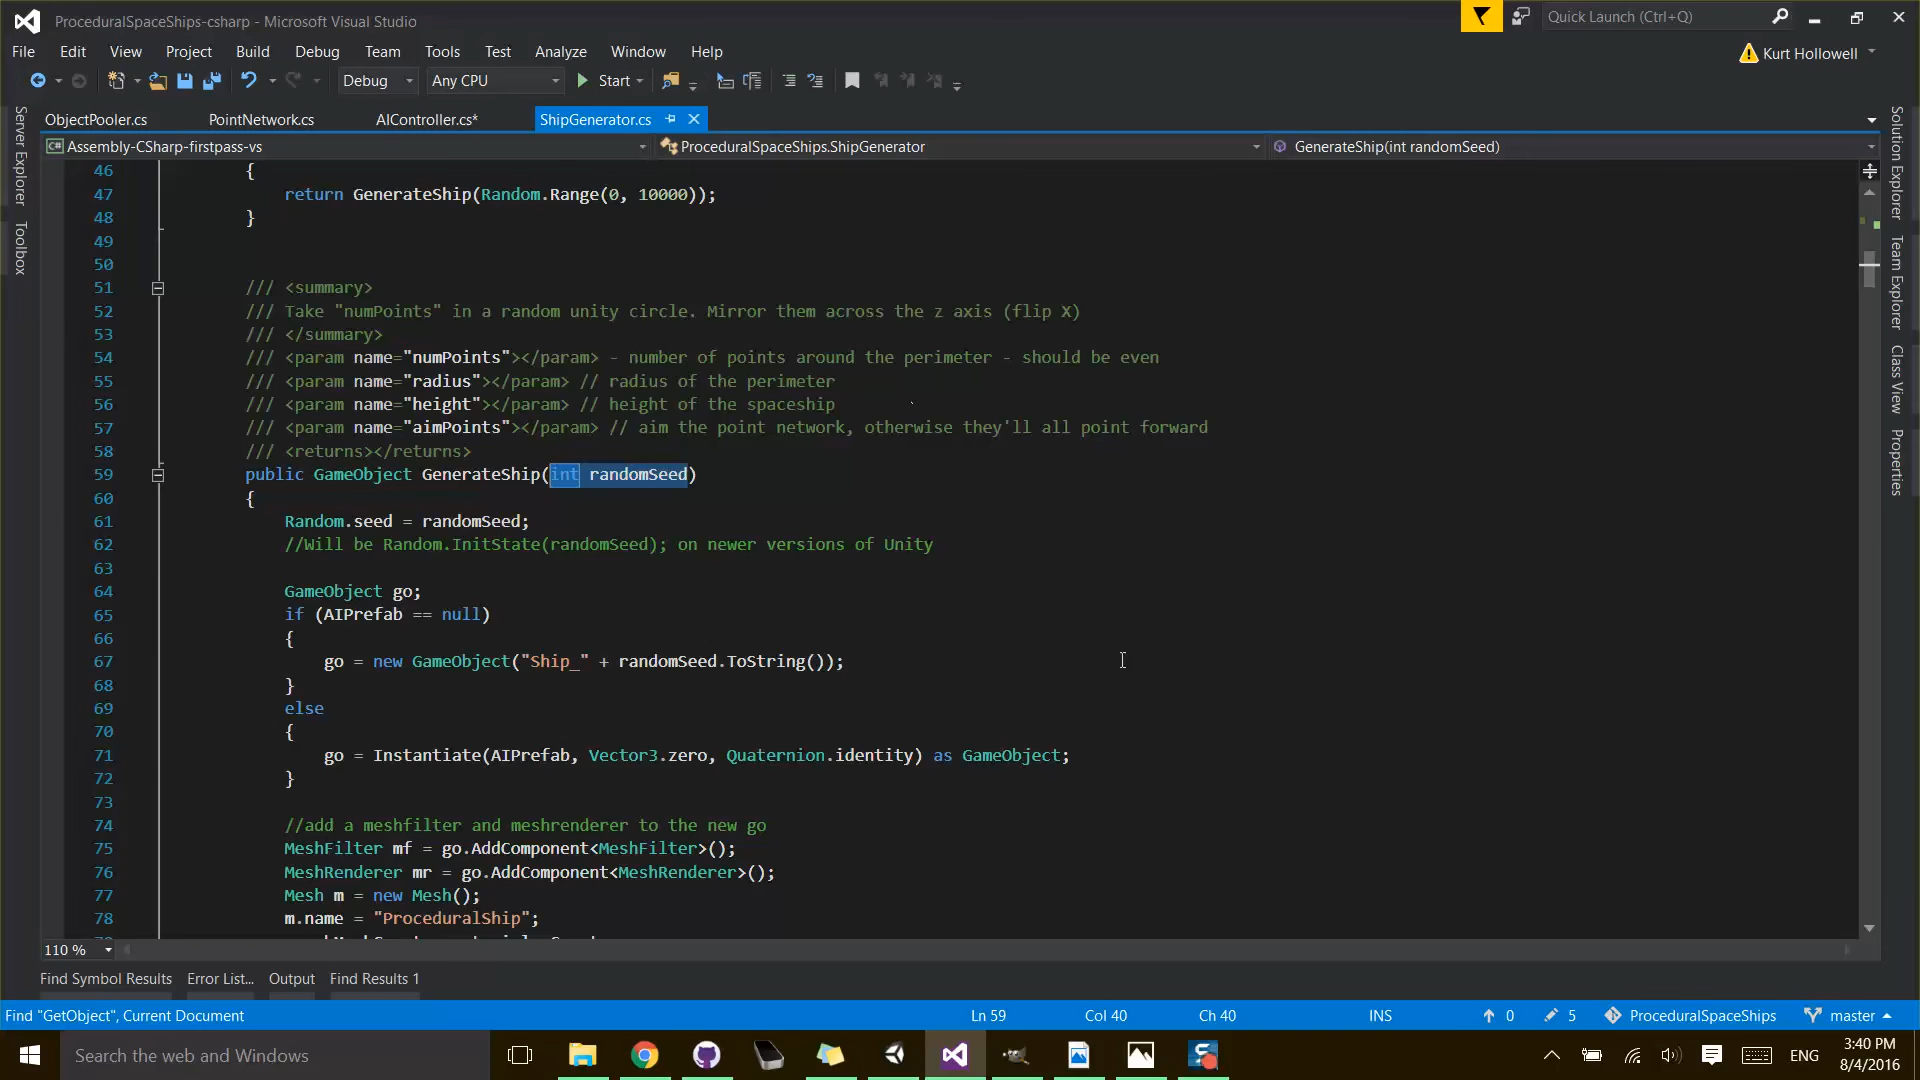 ProceduralSpaceShips-csharp - Microsoft Visual Studio
Quick Launch (Ctrl+Q)
File Edit View Project Build Debug Team Tools Test Analyze Window Help
Kurt Hollowell
Debug Any CPU Start
ObjectPooler.cs PointNetwork.cs AIController.cs* ShipGenerator.cs
Assembly-CSharp-firstpass-vs ProceduralSpaceShips.ShipGenerator GenerateShip(int randomSeed)
Server Explorer
Toolbox
Solution Explorer
Team Explorer
Class View
Properties
46 {
47 return GenerateShip(Random.Range(0, 10000));
48 }
49
50
51 /// <summary>
52 /// Take "numPoints" in a random unity circle. Mirror them across the z axis (flip X)
53 /// </summary>
54 /// <param name="numPoints"></param> - number of points around the perimeter - should be even
55 /// <param name="radius"></param> // radius of the perimeter
56 /// <param name="height"></param> // height of the spaceship
57 /// <param name="aimPoints"></param> // aim the point network, otherwise they'll all point forward
58 /// <returns></returns>
59 public GameObject GenerateShip(int randomSeed)
60 {
61 Random.seed = randomSeed;
62 //Will be Random.InitState(randomSeed); on newer versions of Unity
63
64 GameObject go;
65 if (AIPrefab == null)
66 {
67 go = new GameObject("Ship_" + randomSeed.ToString());
68 }
69 else
70 {
71 go = Instantiate(AIPrefab, Vector3.zero, Quaternion.identity) as GameObject;
72 }
73
74 //add a meshfilter and meshrenderer to the new go
75 MeshFilter mf = go.AddComponent<MeshFilter>();
76 MeshRenderer mr = go.AddComponent<MeshRenderer>();
77 Mesh m = new Mesh();
78 m.name = "ProceduralShip";
110 %
Find Symbol Results Error List... Output Find Results 1
Find "GetObject", Current Document Ln 59 Col 40 Ch 40 INS 0 5 ProceduralSpaceShips master
Search the web and Windows
ENG
3:40 PM
8/4/2016